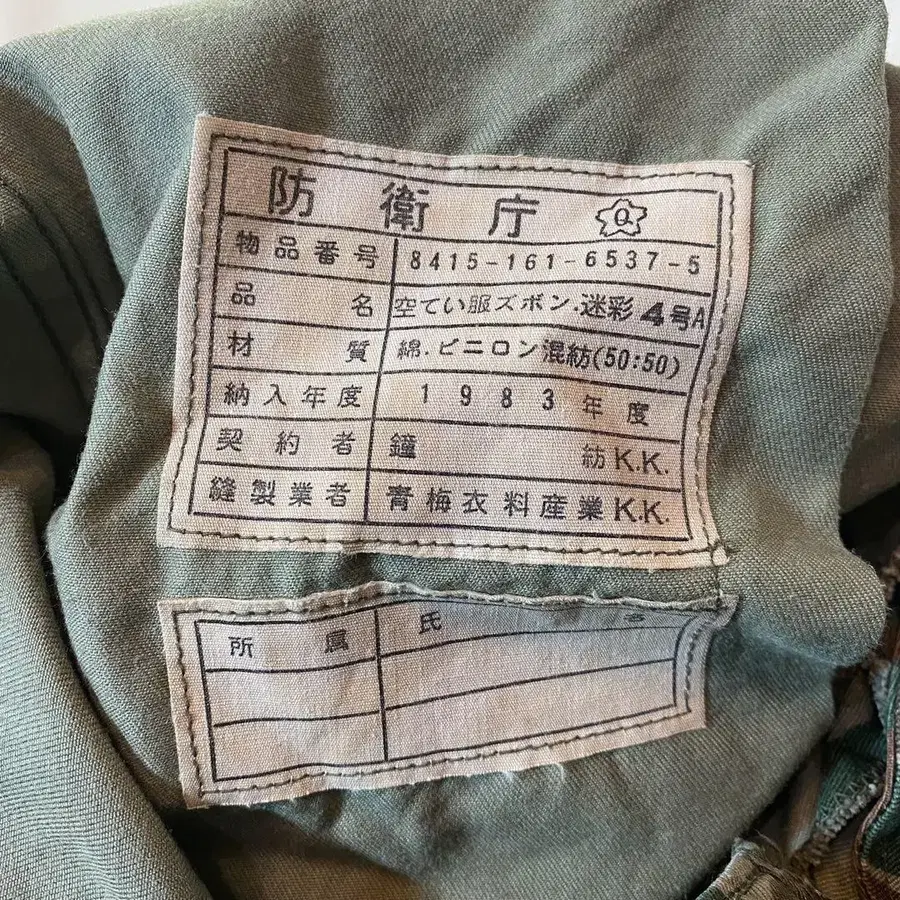 防衛庁 Q
物品番号 8415-161-6537-5
品名 空てい服ズボン.迷彩4号A
材質 綿.ビニロン混紡(50:50)
納入年度 1983年度
契約者 鐘紡K.K.
縫製業者 青梅衣料産業K.K.
所属 氏名